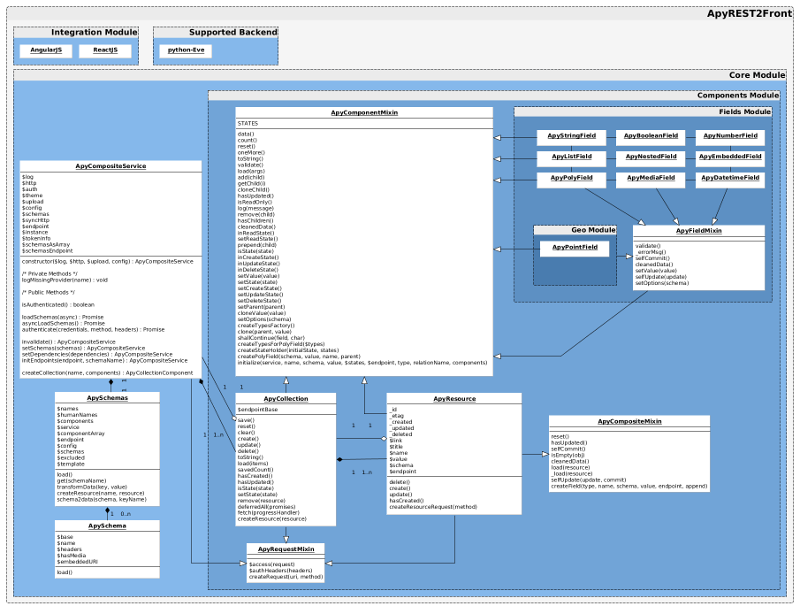 ApyREST2Front
Integration Module
AngularJS
ReactJS
Supported Backend
python-Eve
Core Module
Components Module
ApyComponentMixin
STATES
data()
count()
reset()
oneMore()
toString()
validate()
load(args)
add(child)
getChild(i)
cloneChild()
hasUpdated()
isReadOnly()
log(message)
remove(child)
hasChildren()
cleanedData()
inReadState()
setReadState()
prepend(child)
isState(state)
inCreateState()
inUpdateState()
inDeleteState()
setValue(value)
setState(state)
setCreateState()
setUpdateState()
setDeleteState()
setParent(parent)
cloneValue(value)
setOptions(schema)
createTypesFactory()
clone(parent, value)
shallContinue(field, char)
createTypesForPolyField($types)
createStateHolder(initialState, states)
createPolyField(schema, value, name, parent)
initialize(service, name, schema, value, $states, $endpoint, type, relationName, components)
Fields Module
ApyStringField
ApyBooleanField
ApyNumberField
ApyListField
ApyNestedField
ApyEmbeddedField
ApyPolyField
ApyMediaField
ApyDatetimeField
Geo Module
ApyPointField
ApyFieldMixin
validate()
_errorMsg()
selfCommit()
cleanedData()
setValue(value)
selfUpdate(update)
setOptions(schema)
ApyCompositeService
$log
$http
$auth
$theme
$upload
$config
$schemas
$syncHttp
$endpoint
$instance
$tokenInfo
$schemasAsArray
$schemasEndpoint
constructor($log, $http, $upload, config) : ApyCompositeService
/* Private Methods */
logMissingProvider(name) : void
/* Public Methods */
isAuthenticated() : boolean
loadSchemas(async) : Promise
asyncLoadSchemas() : Promise
authenticate(credentials, method, headers) : Promise
invalidate() : ApyCompositeService
setSchemas(schemas) : ApyCompositeService
setDependencies(dependencies) : ApyCompositeService
initEndpoint(endpoint, schemaName) : ApyCompositeService
createCollection(name, components) : ApyCollectionComponent
1
1
1 1
1 1..n
ApySchemas
$names
$humanNames
$components
$service
$componentArray
$endpoint
$config
$schemas
$excluded
$template
load()
get(schemaName)
transformData(key, value)
createResource(name, resource)
schema2data(schema, keyName)
1 0..n
ApySchema
$base
$name
$headers
$hasMedia
$embeddedURI
load()
ApyCollection
$endpointBase
save()
reset()
clear()
create()
update()
delete()
toString()
load(items)
savedCount()
hasCreated()
hasUpdated()
isState(state)
setState(state)
remove(resource)
deferredAll(promises)
fetch(progressHandler)
createResource(resource)
1 1
1 1..n
ApyResource
_id
_etag
_created
_updated
_deleted
$link
$title
$name
$value
$schema
$endpoint
delete()
create()
update()
hasCreated()
createResourceRequest(method)
ApyCompositeMixin
reset()
hasUpdated()
selfCommit()
isEmpty(obj)
cleanedData()
load(resource)
_load(resource)
selfUpdate(update, commit)
createField(type, name, schema, value, endpoint, append)
ApyRequestMixin
$access(request)
$authHeaders(headers)
createRequest(uri, method)